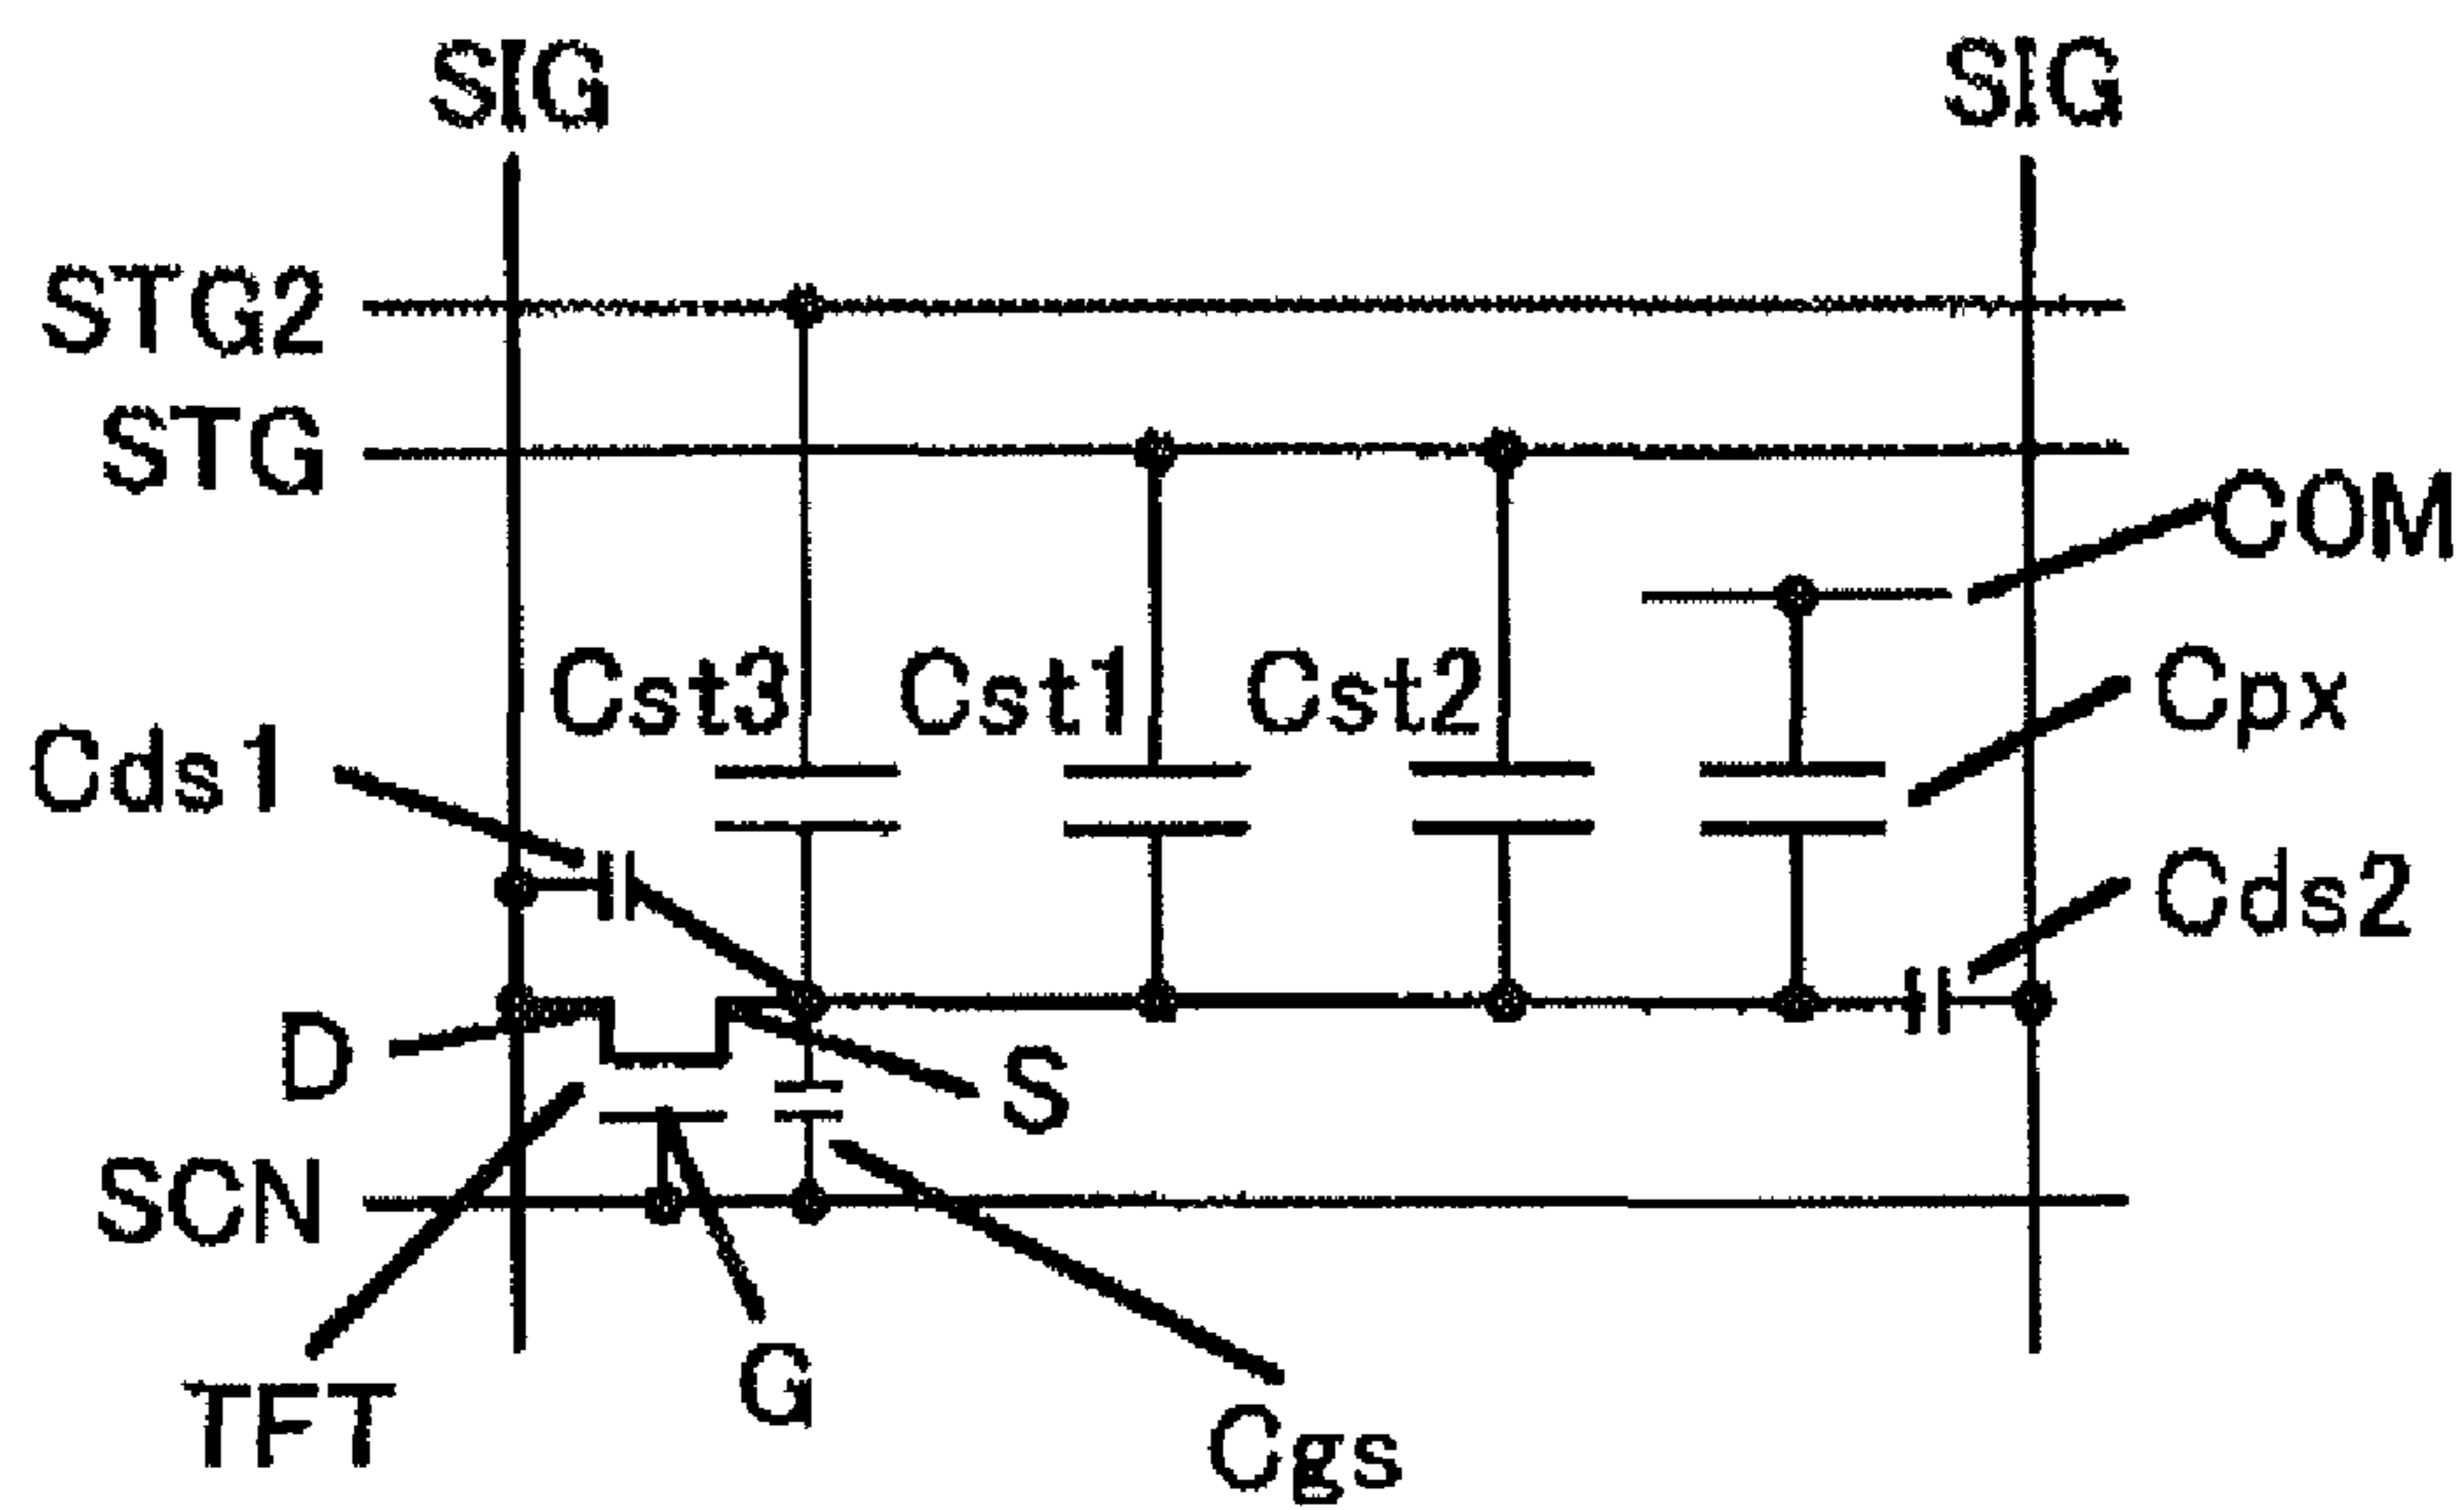 SIG SIG
STG2
STG
COM
Cst3 Cst1 Cst2 Cpx
Cds1
Cds2
D
S
SCN
G
TFT
Cgs